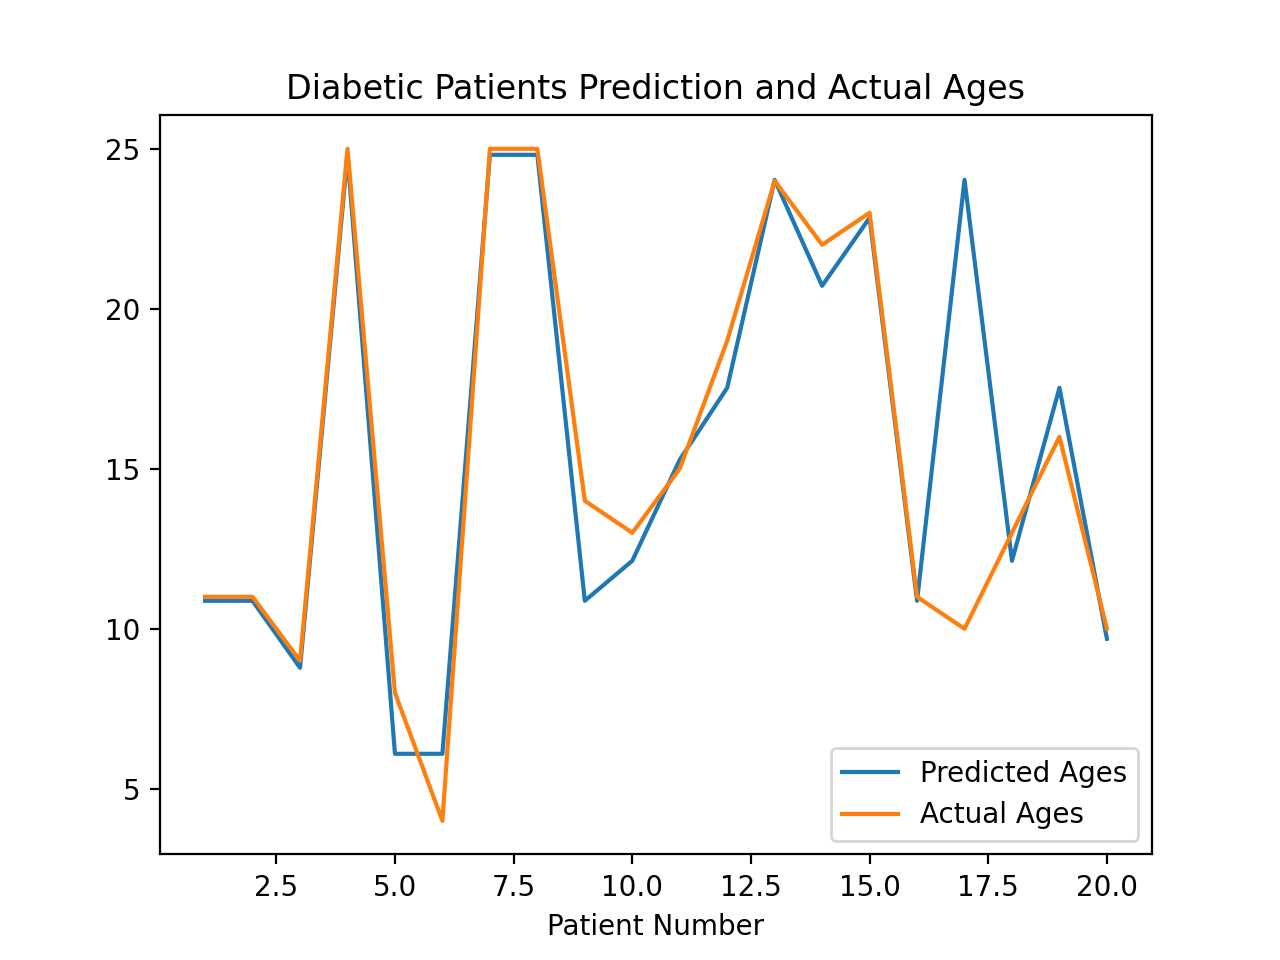 Diabetic Patients Prediction and Actual Ages
25
20
15
10
5
Predicted Ages
Actual Ages
2.5 5.0 7.5 10.0 12.5 15.0 17.5 20.0
Patient Number